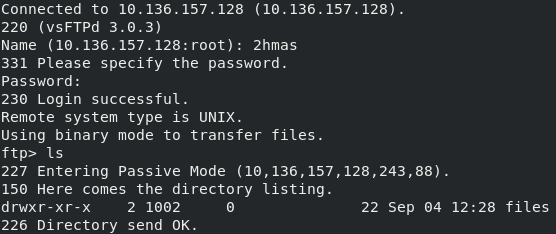 Connected to 10.136.157.128 (10.136.157.128).
220 (vsFTPd 3.0.3)
Name (10.136.157.128:root): 2hmas
331 Please specify the password.
Password:
230 Login successful.
Remote system type is UNIX.
Using binary mode to transfer files.
ftp> ls
227 Entering Passive Mode (10,136,157,128,243,88).
150 Here comes the directory listing.
drwxr-xr-x    2 1002     0              22 Sep 04 12:28 files
226 Directory send OK.